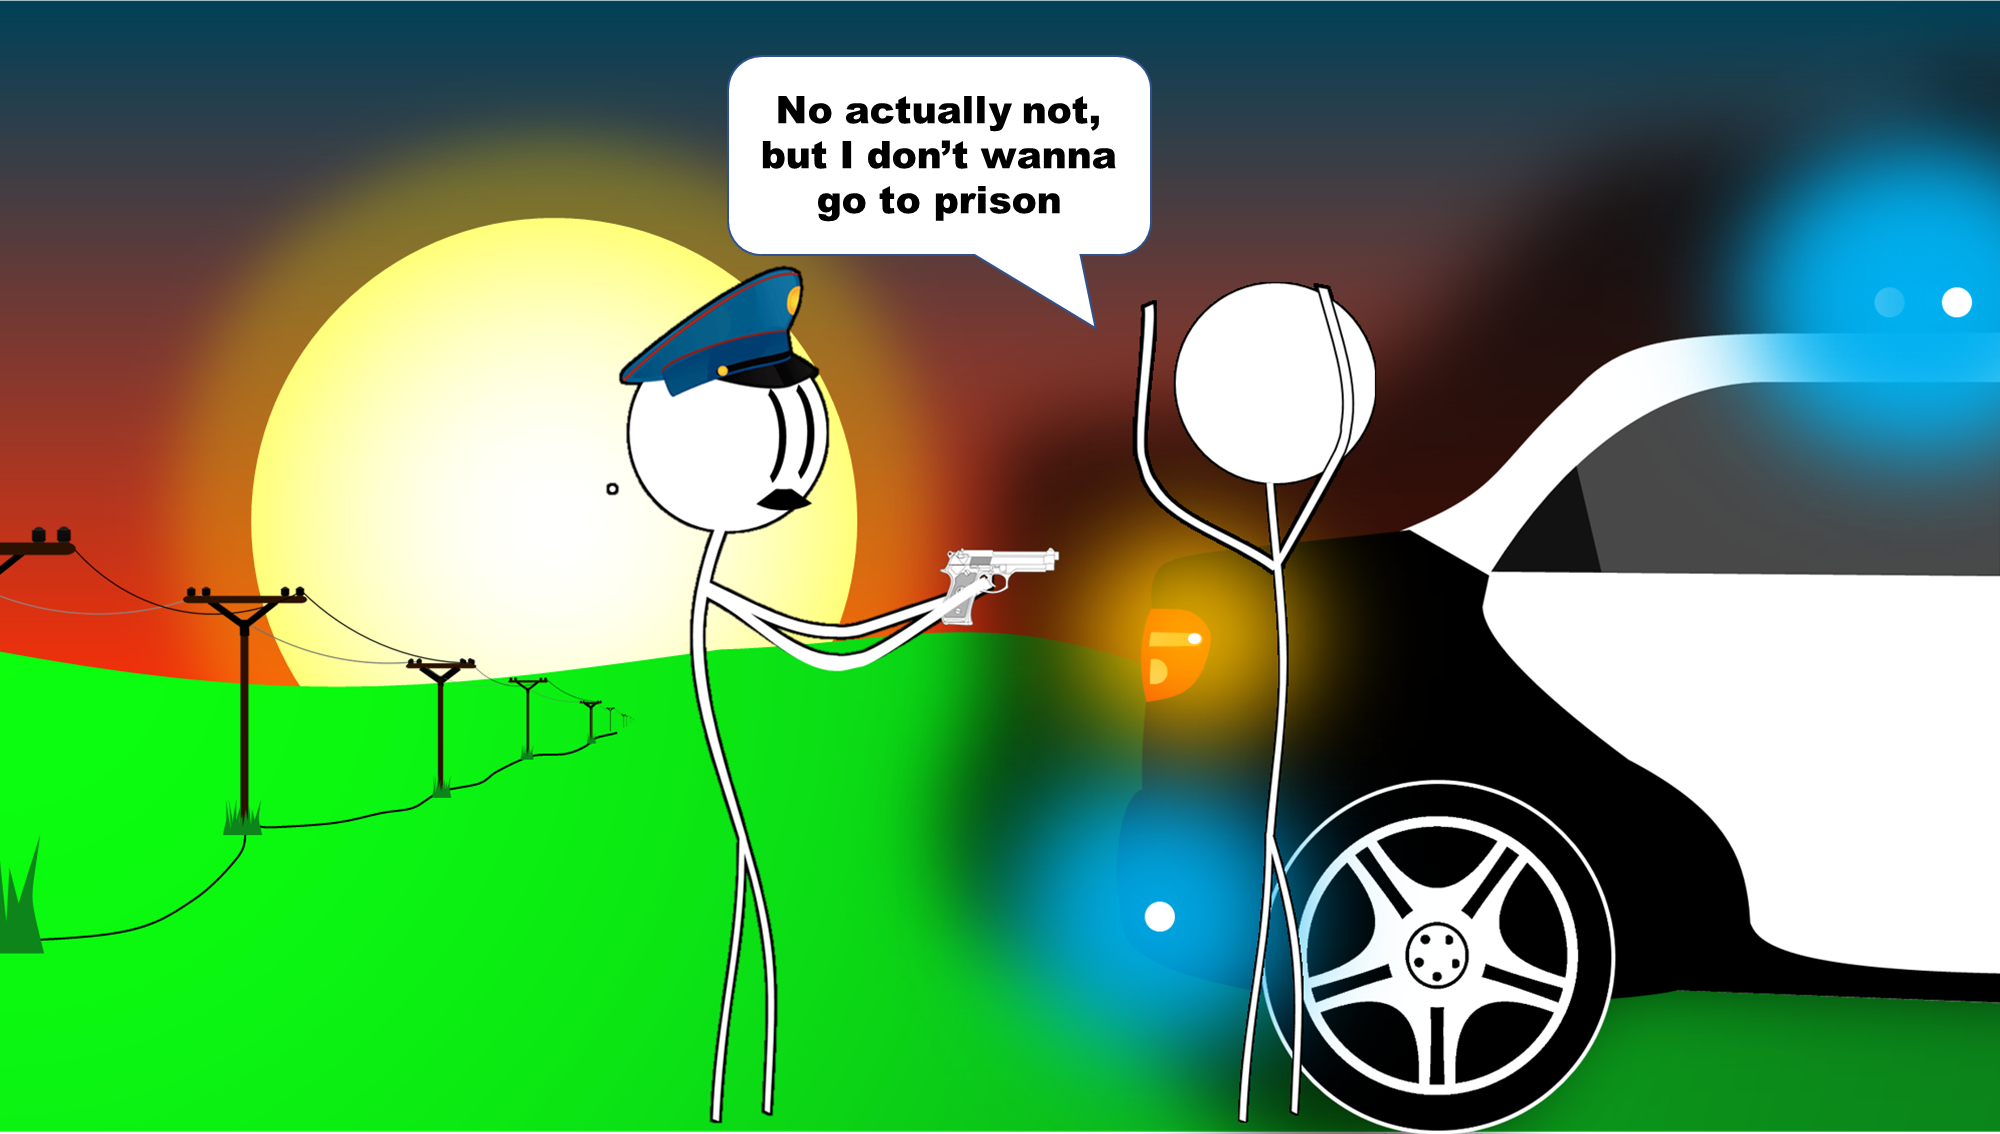 No actually not,
but I don’t wanna
go to prison